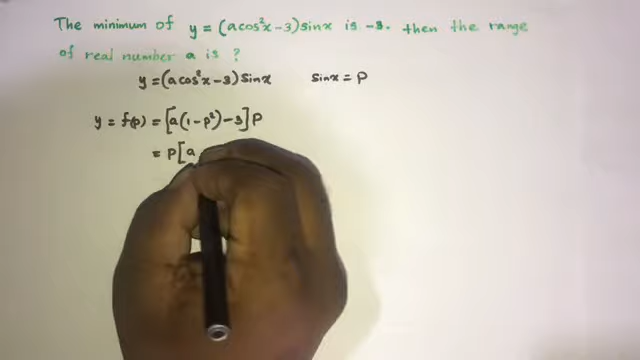 The minimum of y = (acos²x - 3)sinx is -3. then the range
of real number a is ?
y = (a cos²x - 3) Sinx     Sinx = P
y = f(p) = [a(1 - p²) - 3]p
= P[a